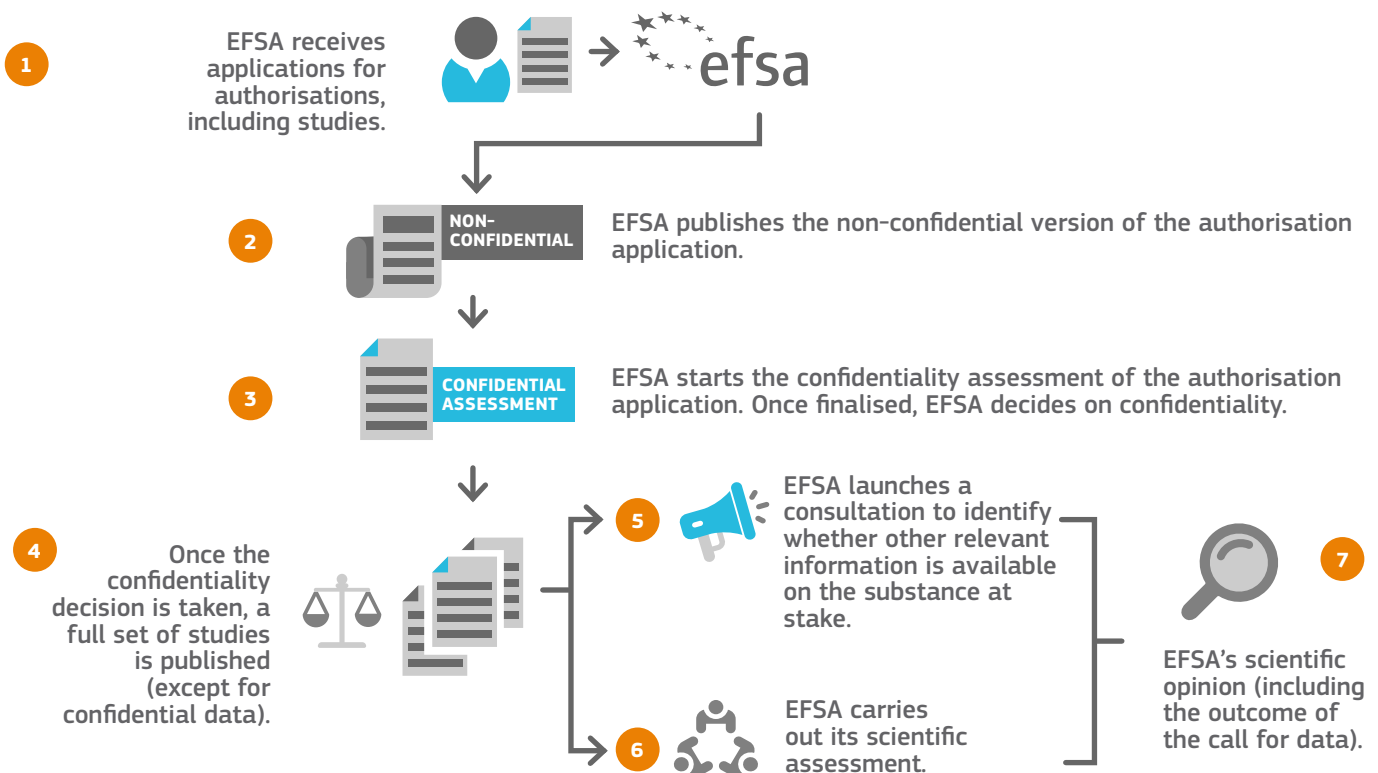 1
EFSA receives
applications for
authorisations,
including studies.
efsa
2
NON-
CONFIDENTIAL
EFSA publishes the non-confidential version of the authorisation
application.
3
CONFIDENTIAL
ASSESSMENT
EFSA starts the confidentiality assessment of the authorisation
application. Once finalised, EFSA decides on confidentiality.
4
Once the
confidentiality
decision is taken, a
full set of studies
is published
(except for
confidential data).
5
EFSA launches a
consultation to identify
whether other relevant
information is available
on the substance at
stake.
6
EFSA carries
out its scientific
assessment.
7
EFSA’s scientific
opinion (including
the outcome of
the call for data).